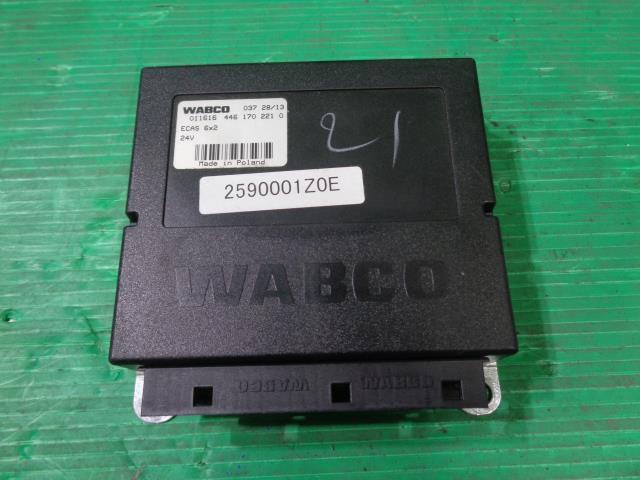 WABCO 037 28/13
011616 446 170 221 0
ECAS 6x2
24V
Made in Poland
21
2590001Z0E
WABCO
WABCO WABCO